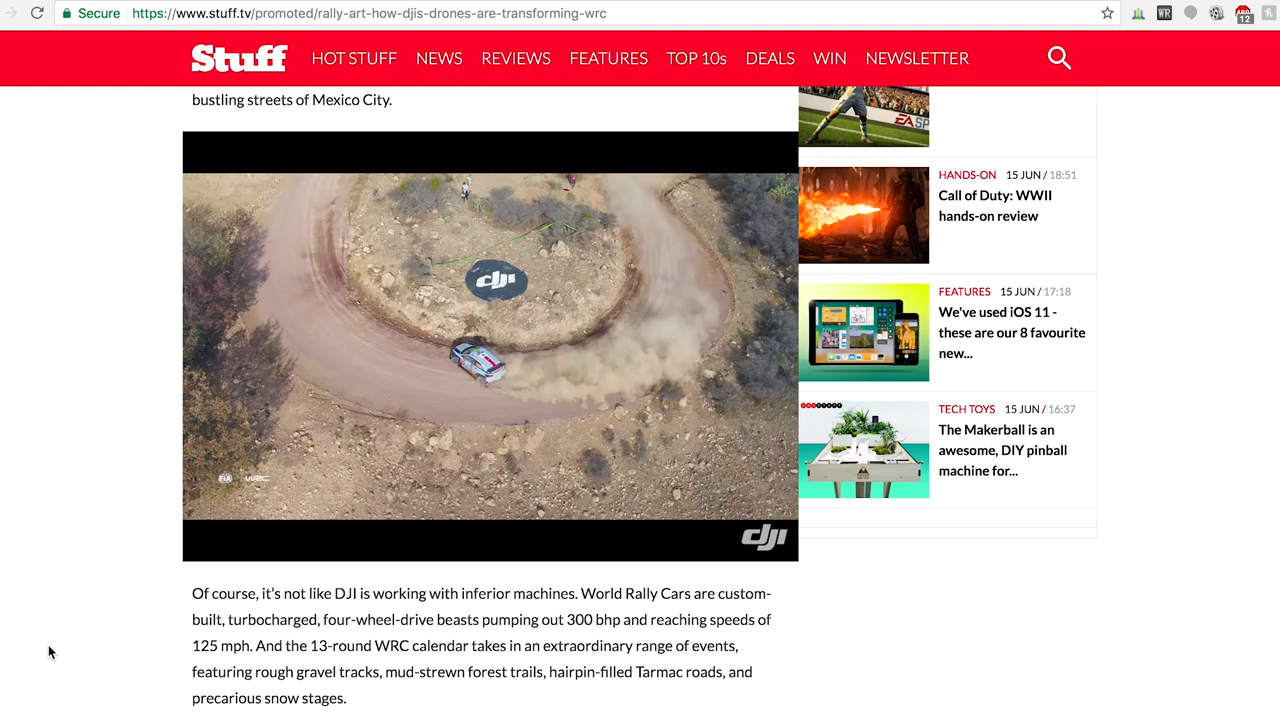 Secure
https://www.stuff.tv/promoted/rally-art-how-djis-drones-are-transforming-wrc
WR
ABP
12
Stuff
HOT STUFF
NEWS
REVIEWS
FEATURES
TOP 10s
DEALS
WIN
NEWSLETTER
bustling streets of Mexico City.
dji
FIA
WRC
dji
Of course, it's not like DJI is working with inferior machines. World Rally Cars are custom-
built, turbocharged, four-wheel-drive beasts pumping out 300 bhp and reaching speeds of
125 mph. And the 13-round WRC calendar takes in an extraordinary range of events,
featuring rough gravel tracks, mud-strewn forest trails, hairpin-filled Tarmac roads, and
precarious snow stages.
EA SP
HANDS-ON 15 JUN / 18:51
Call of Duty: WWII
hands-on review
FEATURES 15 JUN / 17:18
We've used iOS 11 -
these are our 8 favourite
new...
TECH TOYS 15 JUN / 16:37
The Makerball is an
awesome, DIY pinball
machine for...